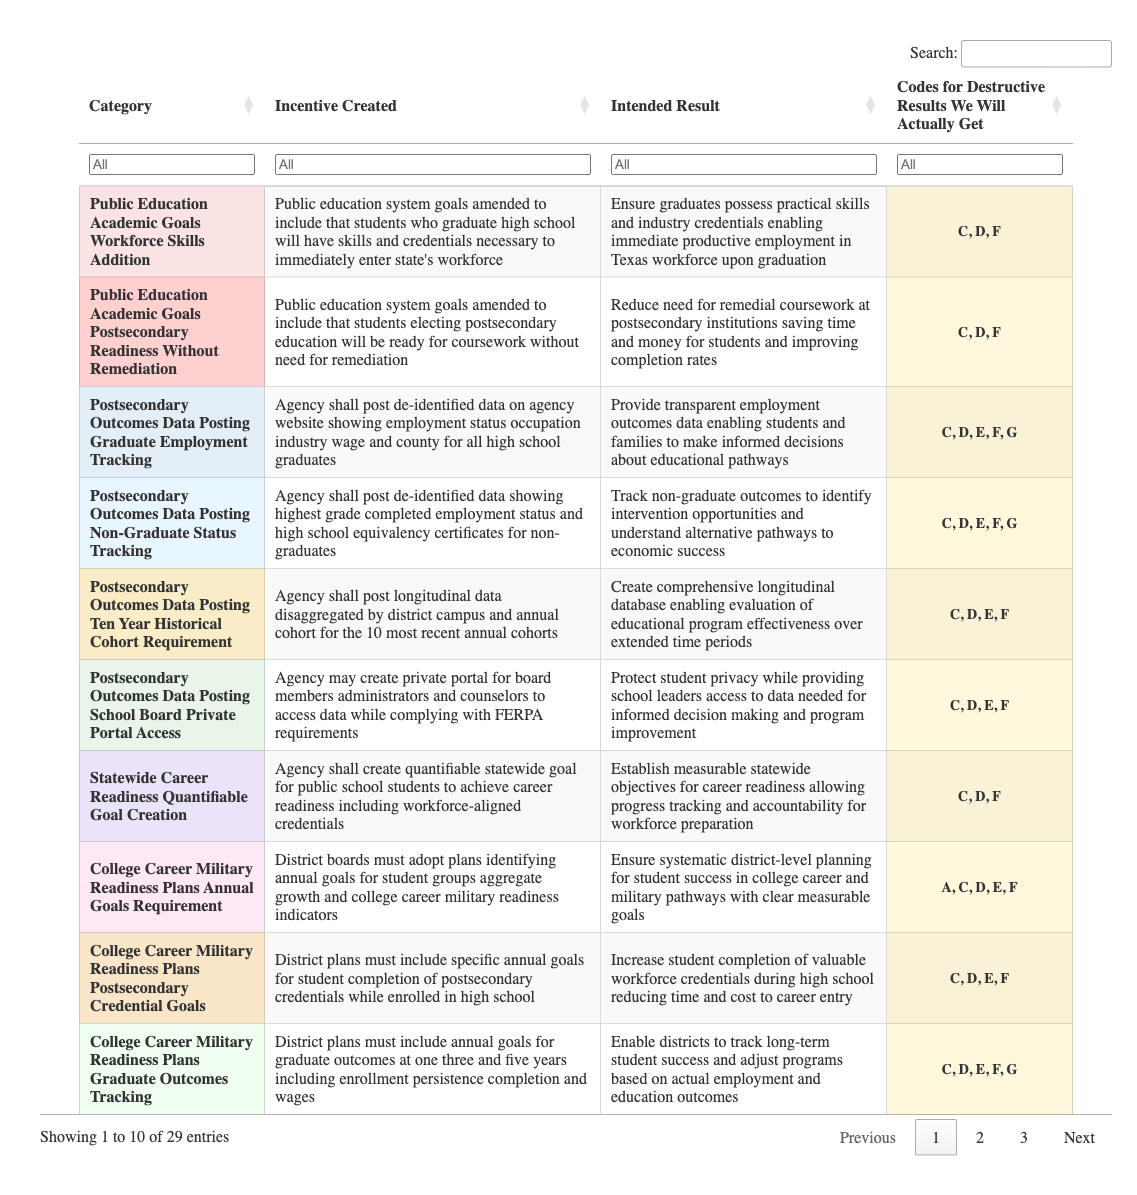 Search:
Category
Incentive Created
Intended Result
Codes for Destructive
Results We Will
Actually Get
All
All
All
All
Public Education
Academic Goals
Workforce Skills
Addition
Public education system goals amended to
include that students who graduate high school
will have skills and credentials necessary to
immediately enter state's workforce
Ensure graduates possess practical skills
and industry credentials enabling
immediate productive employment in
Texas workforce upon graduation
C, D, F
Public Education
Academic Goals
Postsecondary
Readiness Without
Remediation
Public education system goals amended to
include that students electing postsecondary
education will be ready for coursework without
need for remediation
Reduce need for remedial coursework at
postsecondary institutions saving time
and money for students and improving
completion rates
C, D, F
Postsecondary
Outcomes Data Posting
Graduate Employment
Tracking
Agency shall post de-identified data on agency
website showing employment status occupation
industry wage and county for all high school
graduates
Provide transparent employment
outcomes data enabling students and
families to make informed decisions
about educational pathways
C, D, E, F, G
Postsecondary
Outcomes Data Posting
Non-Graduate Status
Tracking
Agency shall post de-identified data showing
highest grade completed employment status and
high school equivalency certificates for non-
graduates
Track non-graduate outcomes to identify
intervention opportunities and
understand alternative pathways to
economic success
C, D, E, F, G
Postsecondary
Outcomes Data Posting
Ten Year Historical
Cohort Requirement
Agency shall post longitudinal data
disaggregated by district campus and annual
cohort for the 10 most recent annual cohorts
Create comprehensive longitudinal
database enabling evaluation of
educational program effectiveness over
extended time periods
C, D, E, F
Postsecondary
Outcomes Data Posting
School Board Private
Portal Access
Agency may create private portal for board
members administrators and counselors to
access data while complying with FERPA
requirements
Protect student privacy while providing
school leaders access to data needed for
informed decision making and program
improvement
C, D, E, F
Statewide Career
Readiness Quantifiable
Goal Creation
Agency shall create quantifiable statewide goal
for public school students to achieve career
readiness including workforce-aligned
credentials
Establish measurable statewide
objectives for career readiness allowing
progress tracking and accountability for
workforce preparation
C, D, F
College Career Military
Readiness Plans Annual
Goals Requirement
District boards must adopt plans identifying
annual goals for student groups aggregate
growth and college career military readiness
indicators
Ensure systematic district-level planning
for student success in college career and
military pathways with clear measurable
goals
A, C, D, E, F
College Career Military
Readiness Plans
Postsecondary
Credential Goals
District plans must include specific annual goals
for student completion of postsecondary
credentials while enrolled in high school
Increase student completion of valuable
workforce credentials during high school
reducing time and cost to career entry
C, D, E, F
College Career Military
Readiness Plans
Graduate Outcomes
Tracking
District plans must include annual goals for
graduate outcomes at one three and five years
including enrollment persistence completion and
wages
Enable districts to track long-term
student success and adjust programs
based on actual employment and
education outcomes
C, D, E, F, G
Showing 1 to 10 of 29 entries
Previous 1 2 3 Next